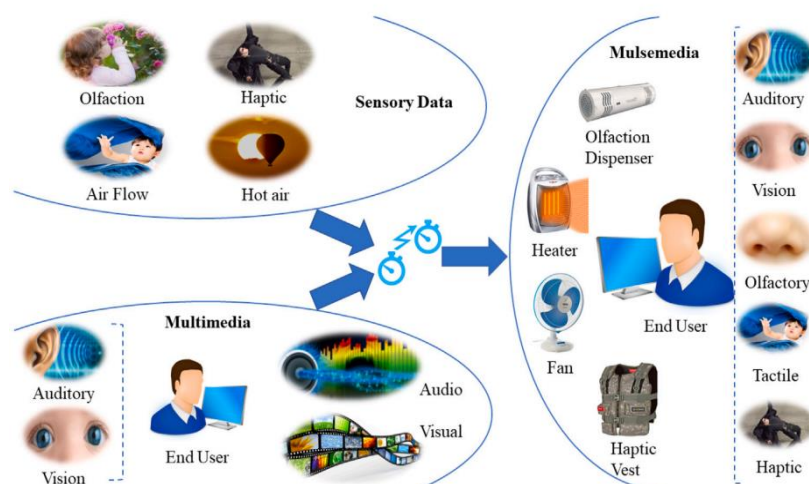 Olfaction
Haptic
Sensory Data
Air Flow
Hot air
Multimedia
Auditory
Vision
End User
Audio
Visual
Mulsemedia
Olfaction
Dispenser
Heater
Fan
End User
Haptic
Vest
Auditory
Vision
Olfactory
Tactile
Haptic